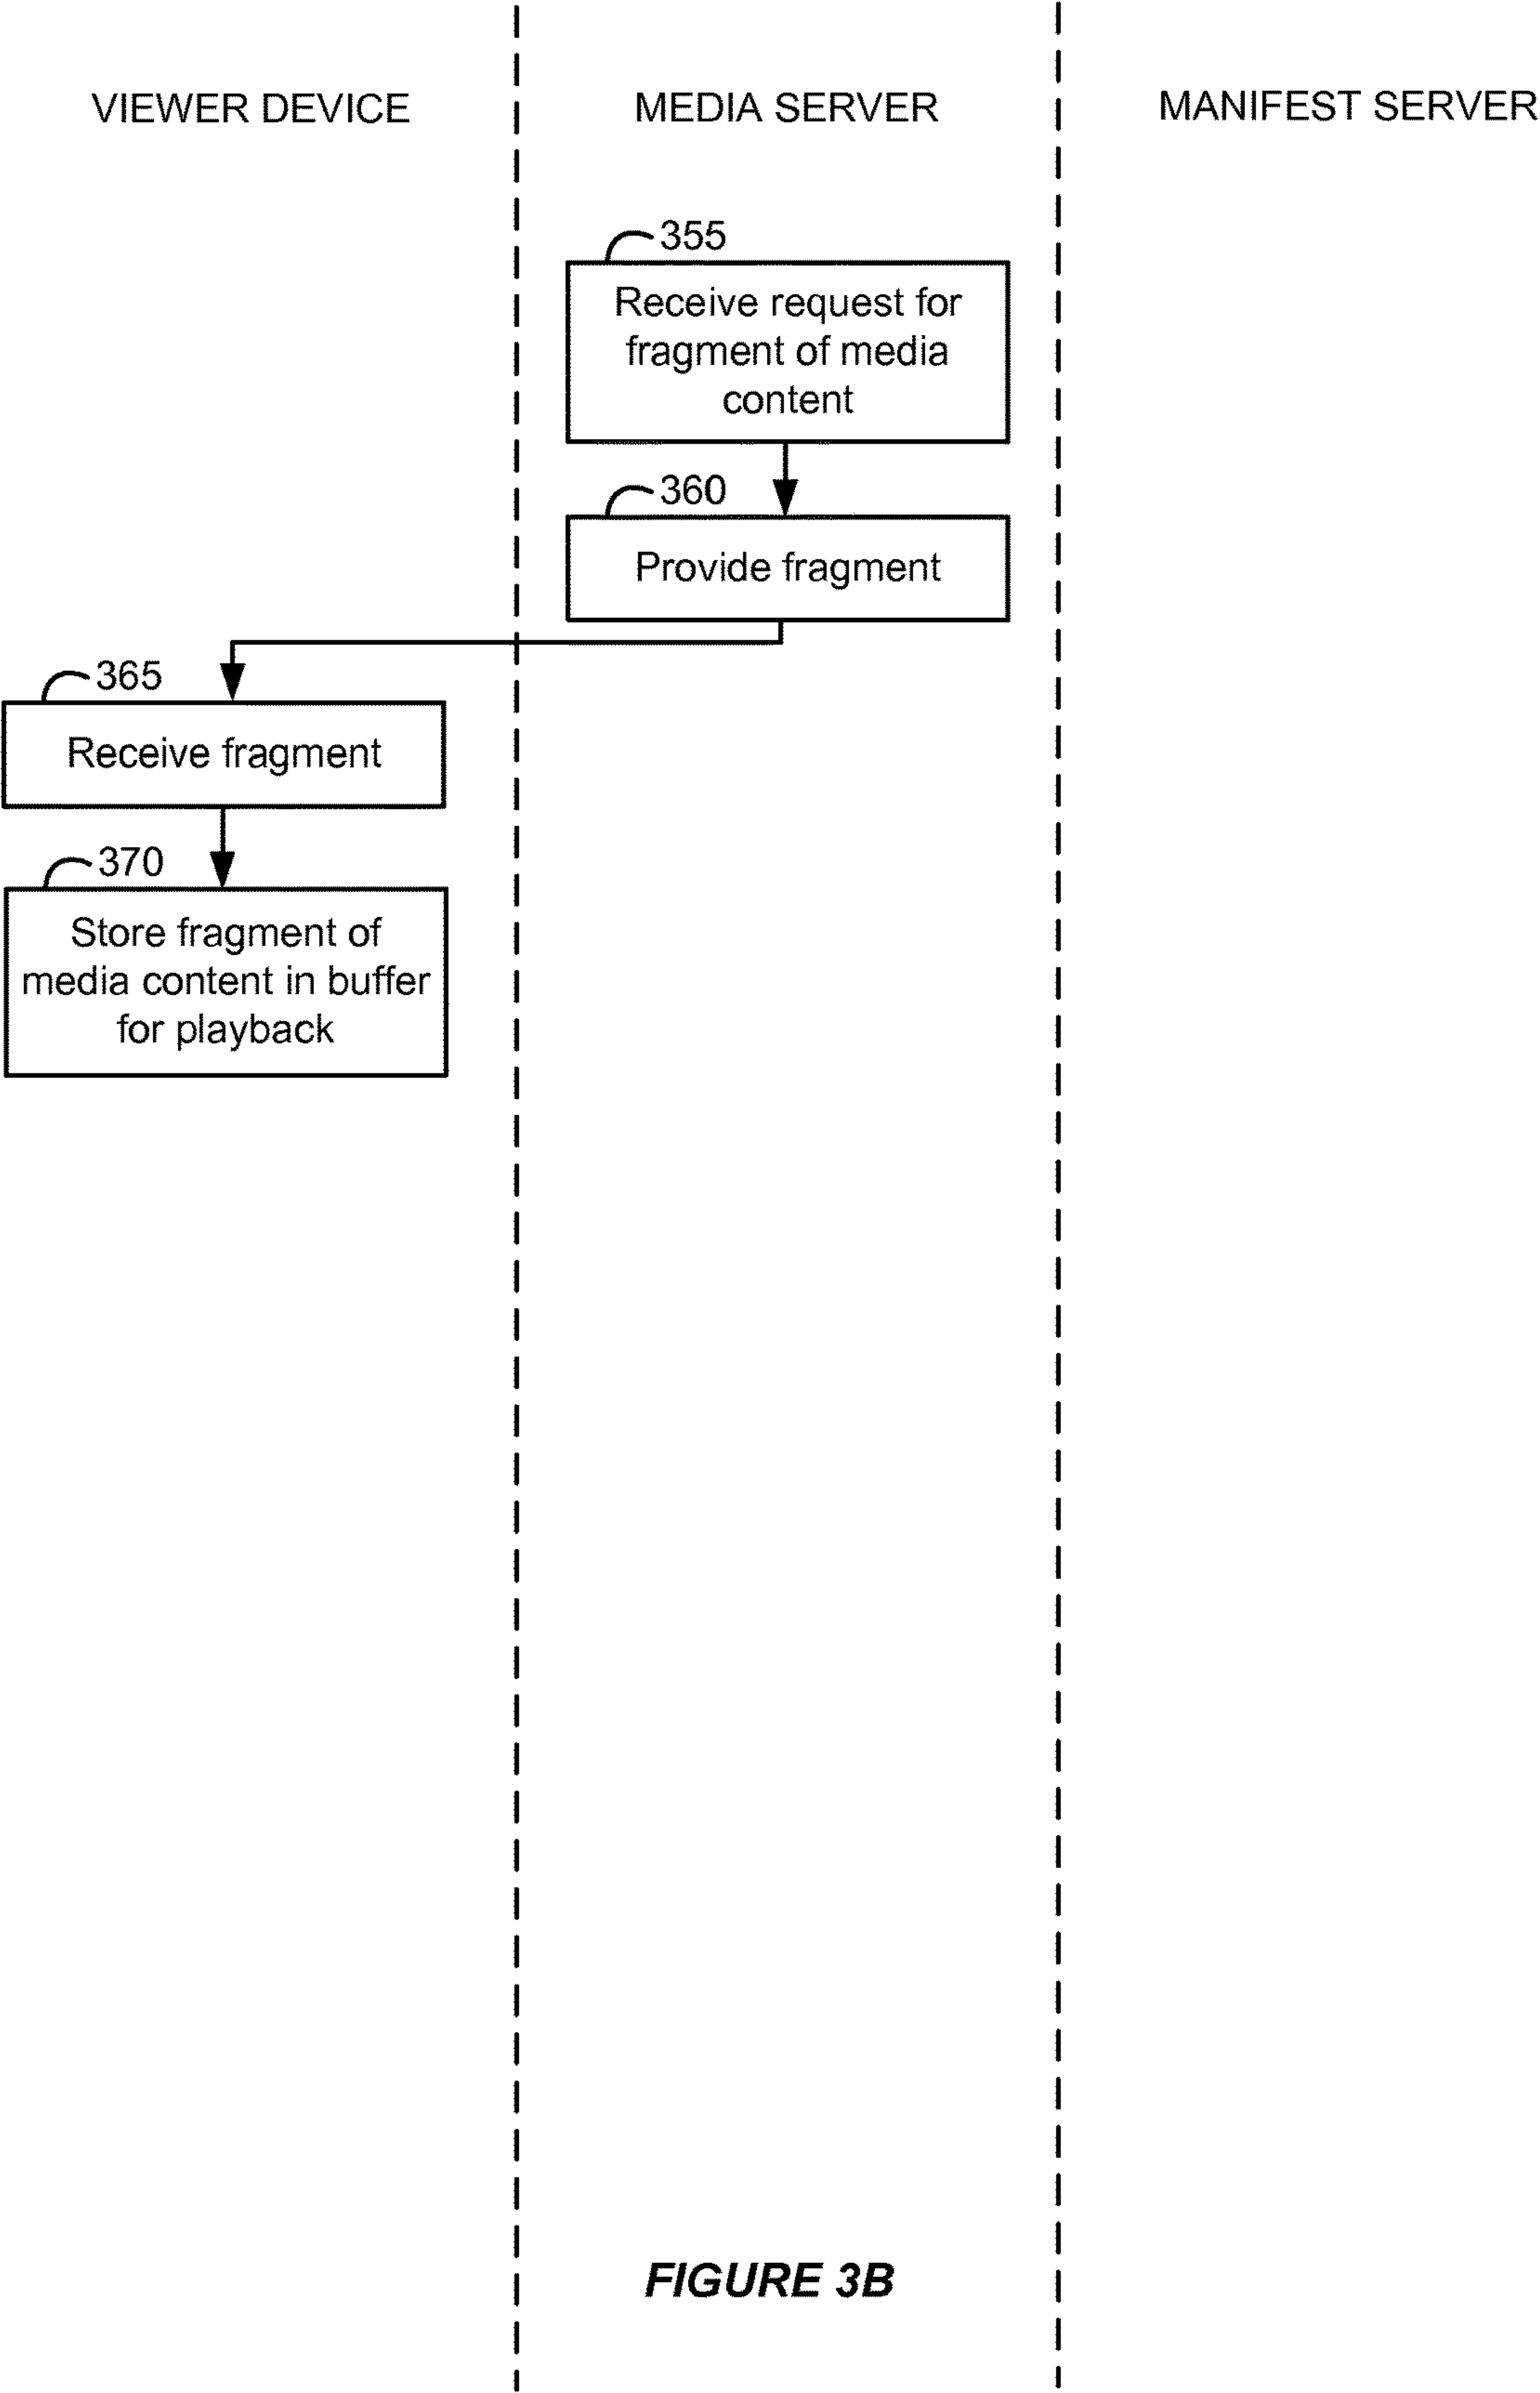 VIEWER DEVICE
MEDIA SERVER
MANIFEST SERVER
355
Receive request for
fragment of media
content
360
Provide fragment
365
Receive fragment
370
Store fragment of
media content in buffer
for playback
FIGURE 3B